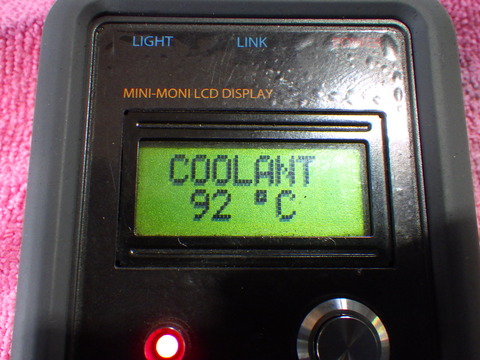 LIGHT LINK
MINI-MONI LCD DISPLAY
COOLANT
92 °C